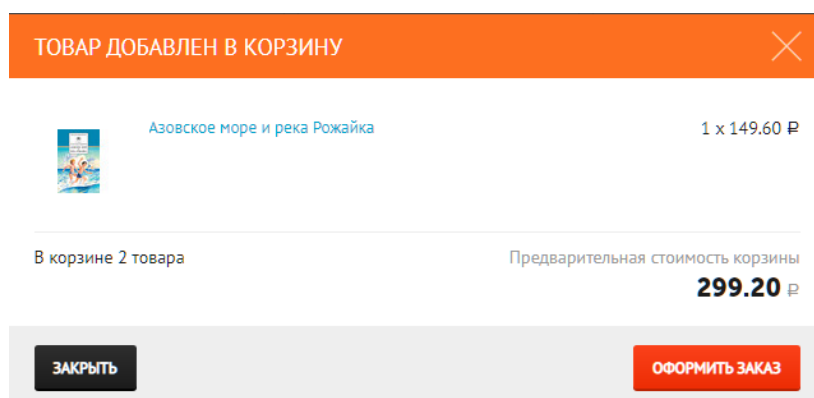 ТОВАР ДОБАВЛЕН В КОРЗИНУ
Азовское море и река Рожайка
1 x 149.60 ₽
В корзине 2 товара
Предварительная стоимость корзины
299.20 ₽
ЗАКРЫТЬ
ОФОРМИТЬ ЗАКАЗ